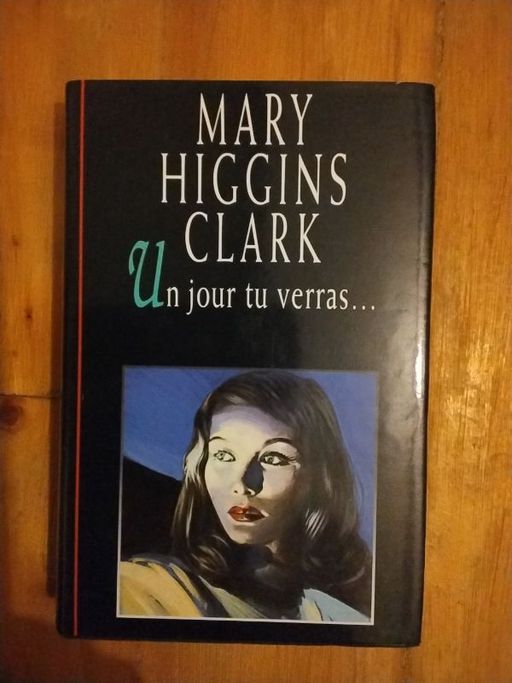 MARY
HIGGINS
CLARK
Un jour tu verras...